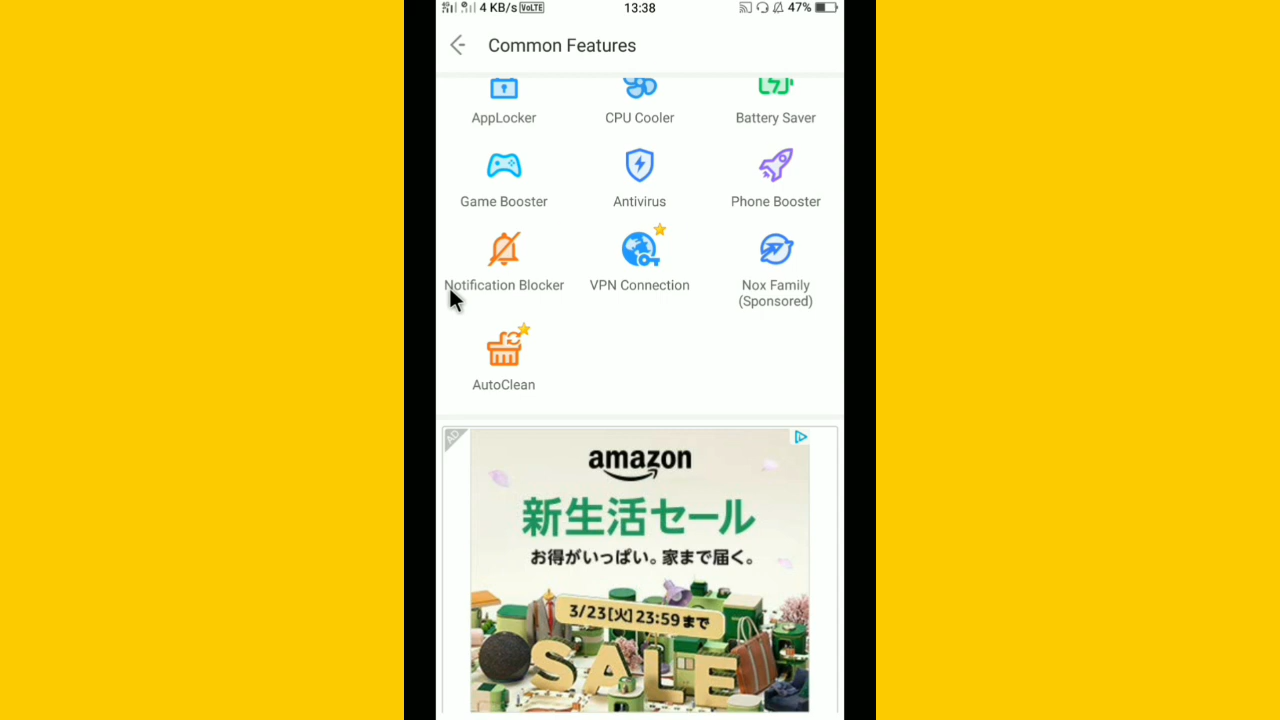 4 KB/s VoLTE 13:38 47%
Common Features
AppLocker CPU Cooler Battery Saver
Game Booster Antivirus Phone Booster
Notification Blocker VPN Connection Nox Family
(Sponsored)
AutoClean
AD
amazon
新生活セール
お得がいっぱい。家まで届く。
3/23[火]23:59まで
SALE